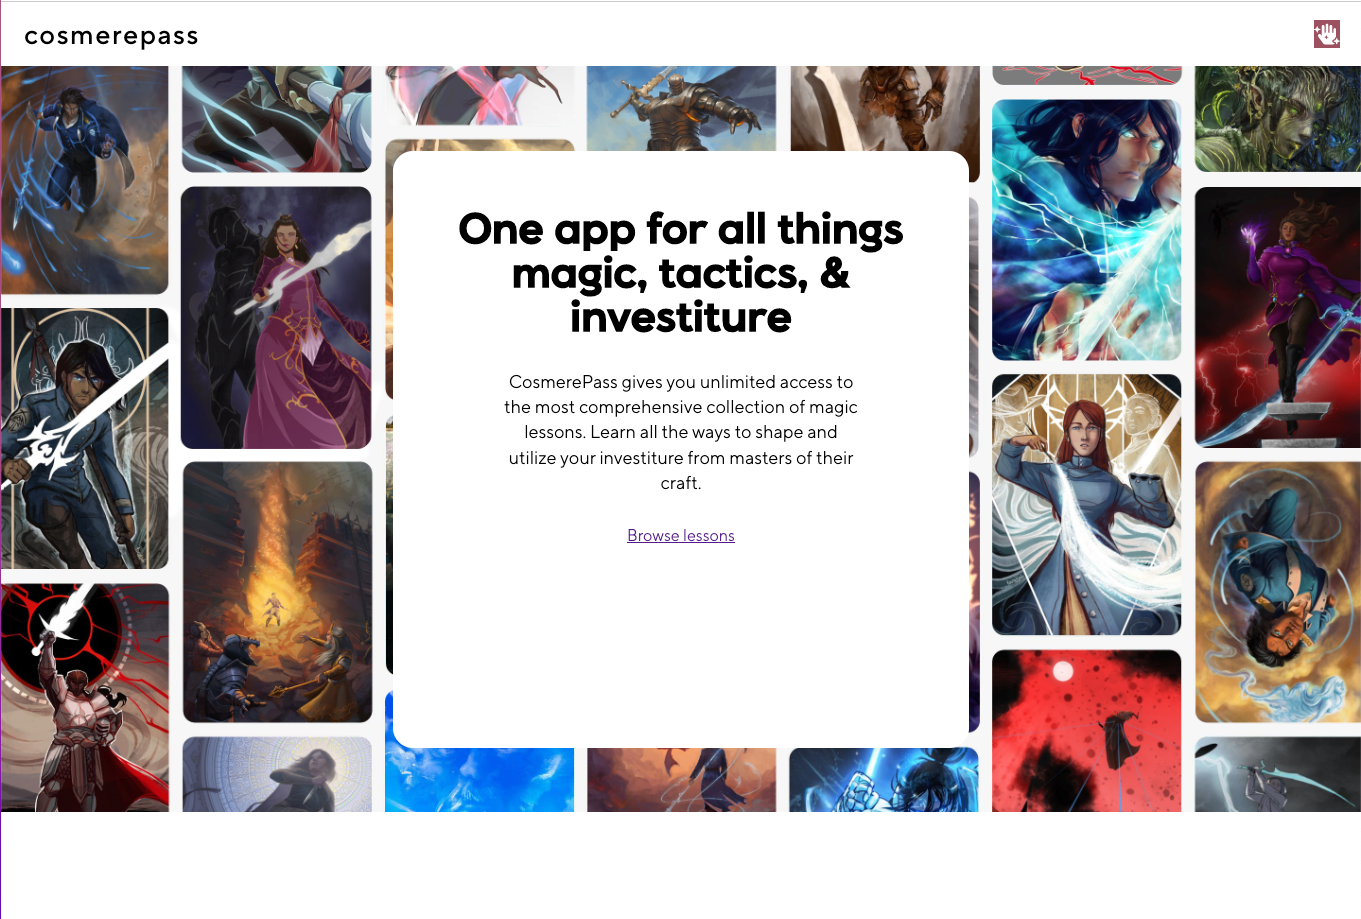 cosmerepass
One app for all things
magic, tactics, &
investiture
CosmerePass gives you unlimited access to
the most comprehensive collection of magic
lessons. Learn all the ways to shape and
utilize your investiture from masters of their
craft.
Browse lessons